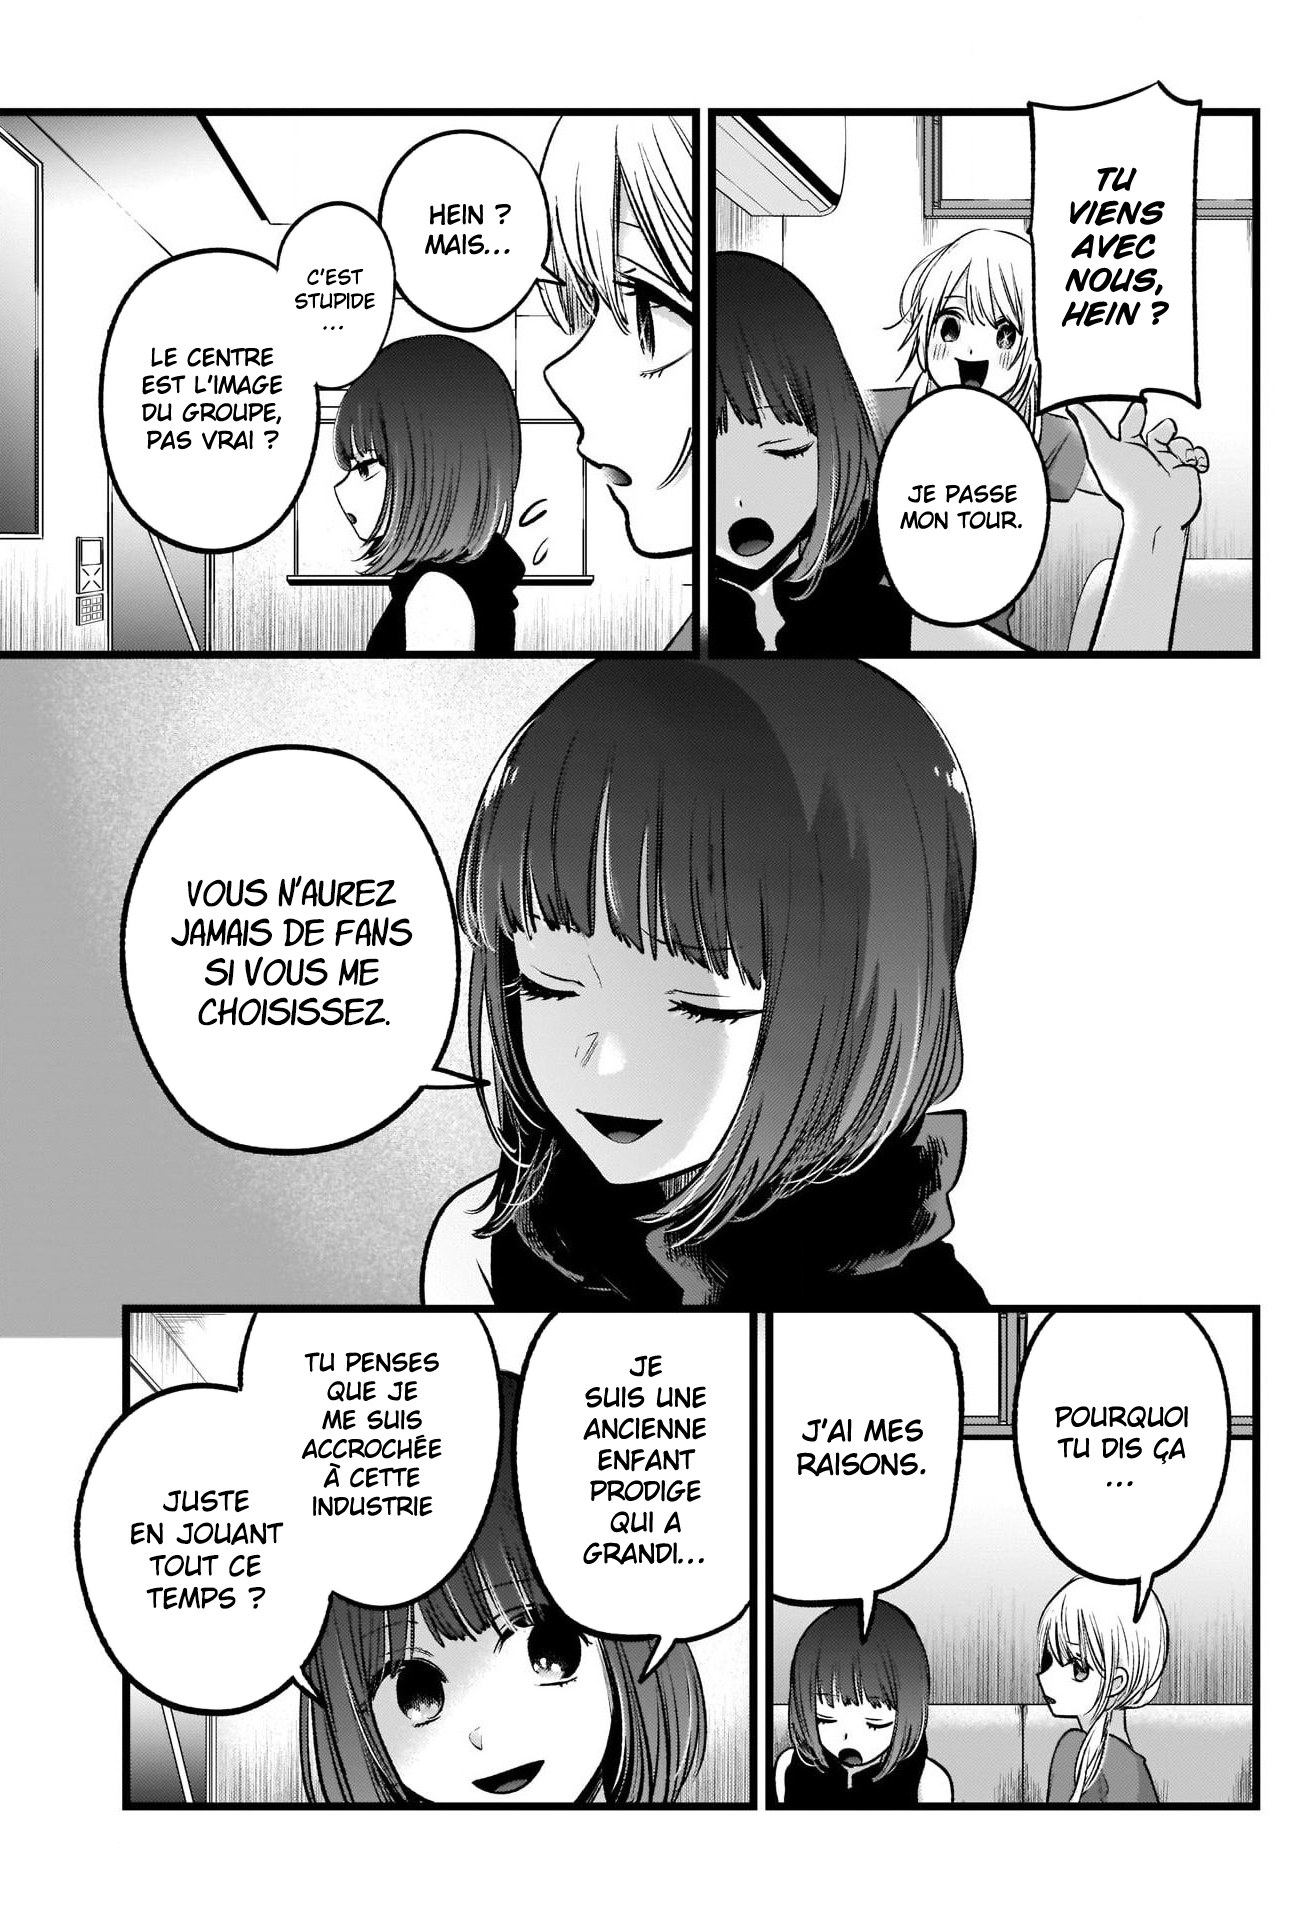 TU
VIENS
AVEC
NOUS,
HEIN ?
JE PASSE
MON TOUR.
HEIN ?
MAIS...
C'EST
STUPIDE
...
LE CENTRE
EST L'IMAGE
DU GROUPE,
PAS VRAI ?
VOUS N'AUREZ
JAMAIS DE FANS
SI VOUS ME
CHOISISSEZ.
POURQUOI
TU DIS ÇA
...
J'AI MES
RAISONS.
JE
SUIS UNE
ANCIENNE
ENFANT
PRODIGE
QUI A
GRANDI...
TU PENSES
QUE JE
ME SUIS
ACCROCHÉE
À CETTE
INDUSTRIE
JUSTE
EN JOUANT
TOUT CE
TEMPS ?